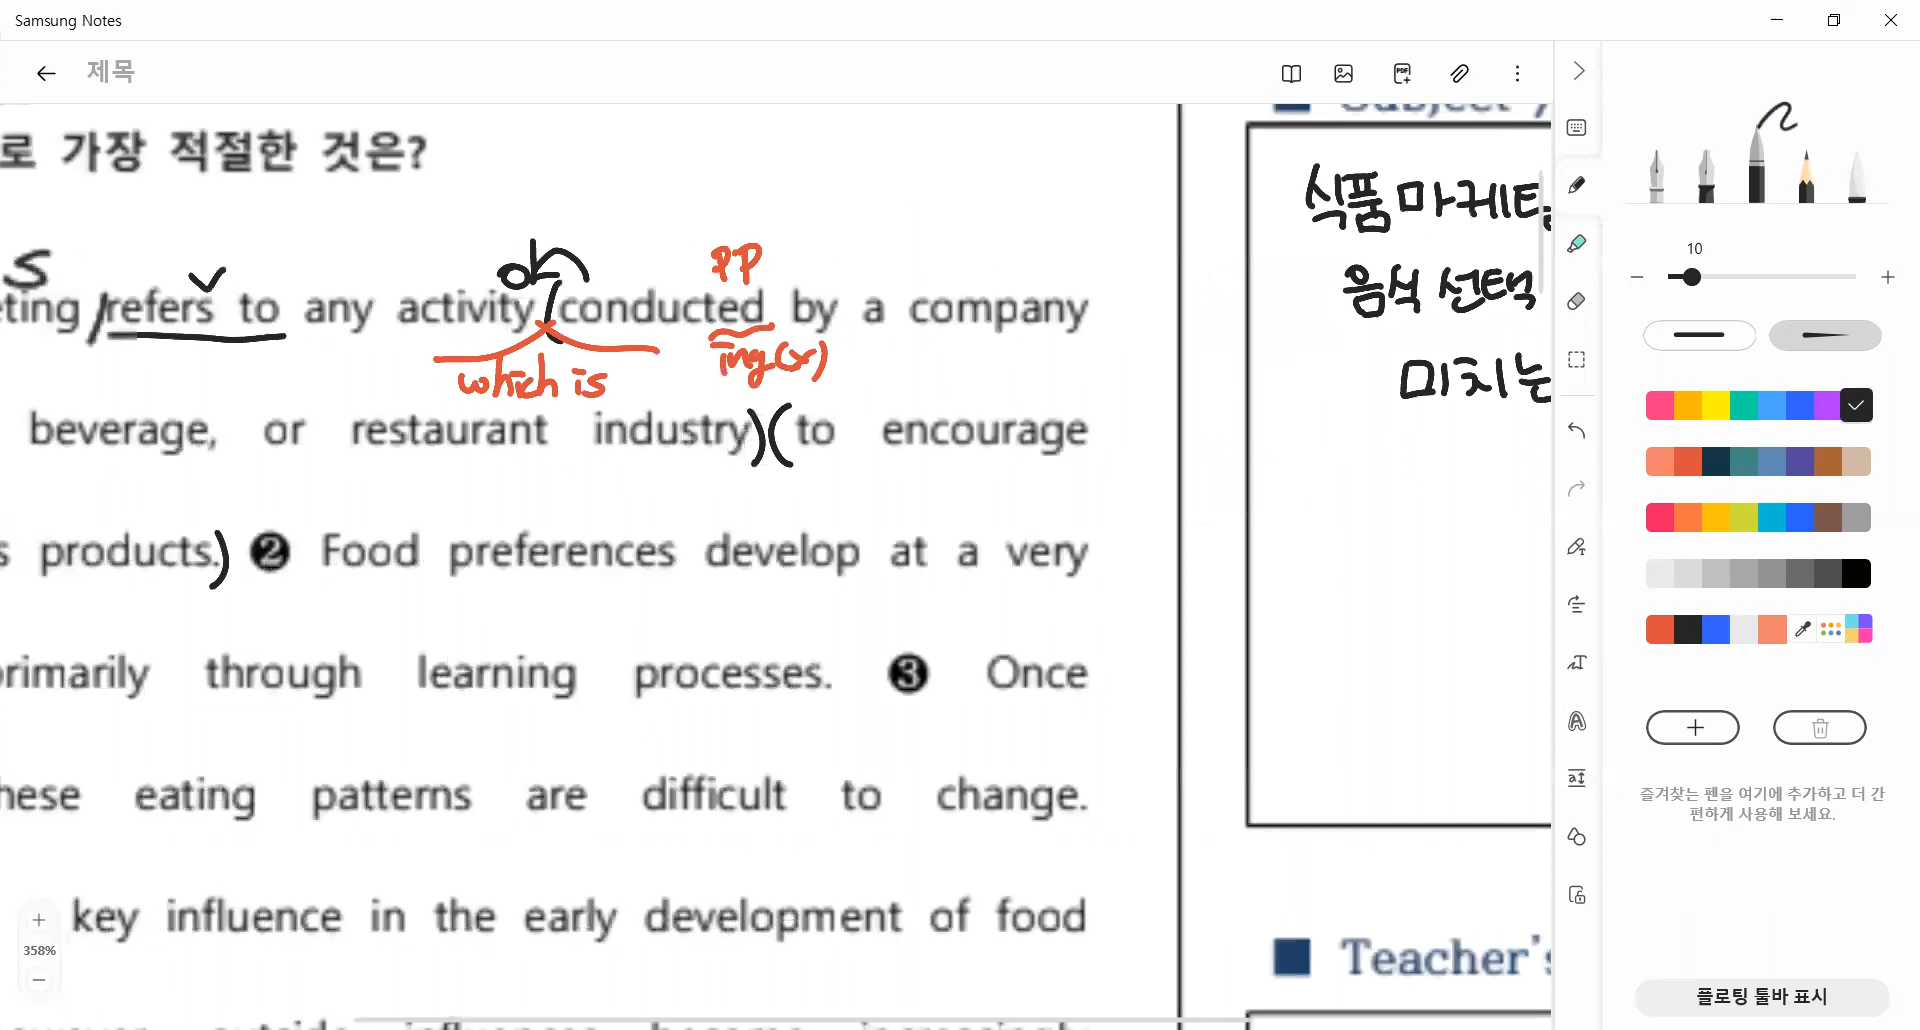 Samsung Notes
제목
로 가장 적절한 것은?
s
ting refers to any activity conducted by a company
PP
which is
ing(x)
beverage, or restaurant industry)(to encourage
s products.) ❷ Food preferences develop at a very
primarily through learning processes. ❸ Once
hese eating patterns are difficult to change.
key influence in the early development of food
358%
식품 마케팅
음식 선택
미치는
Teacher's
10
즐겨찾는 펜을 여기에 추가하고 더 간
편하게 사용해 보세요.
플로팅 툴바 표시